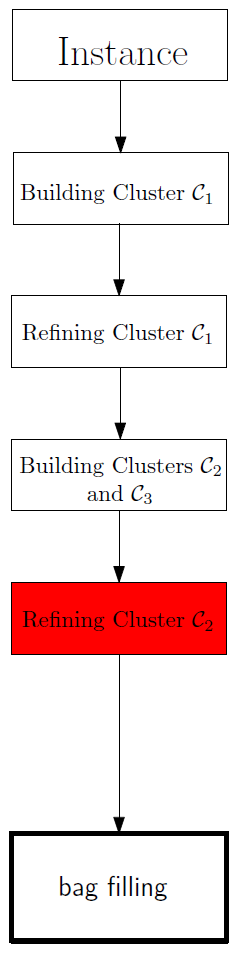 Instance
Building Cluster 𝒞₁
Refining Cluster 𝒞₁
Building Clusters 𝒞₂
and 𝒞₃
Refining Cluster 𝒞₂
bag filling